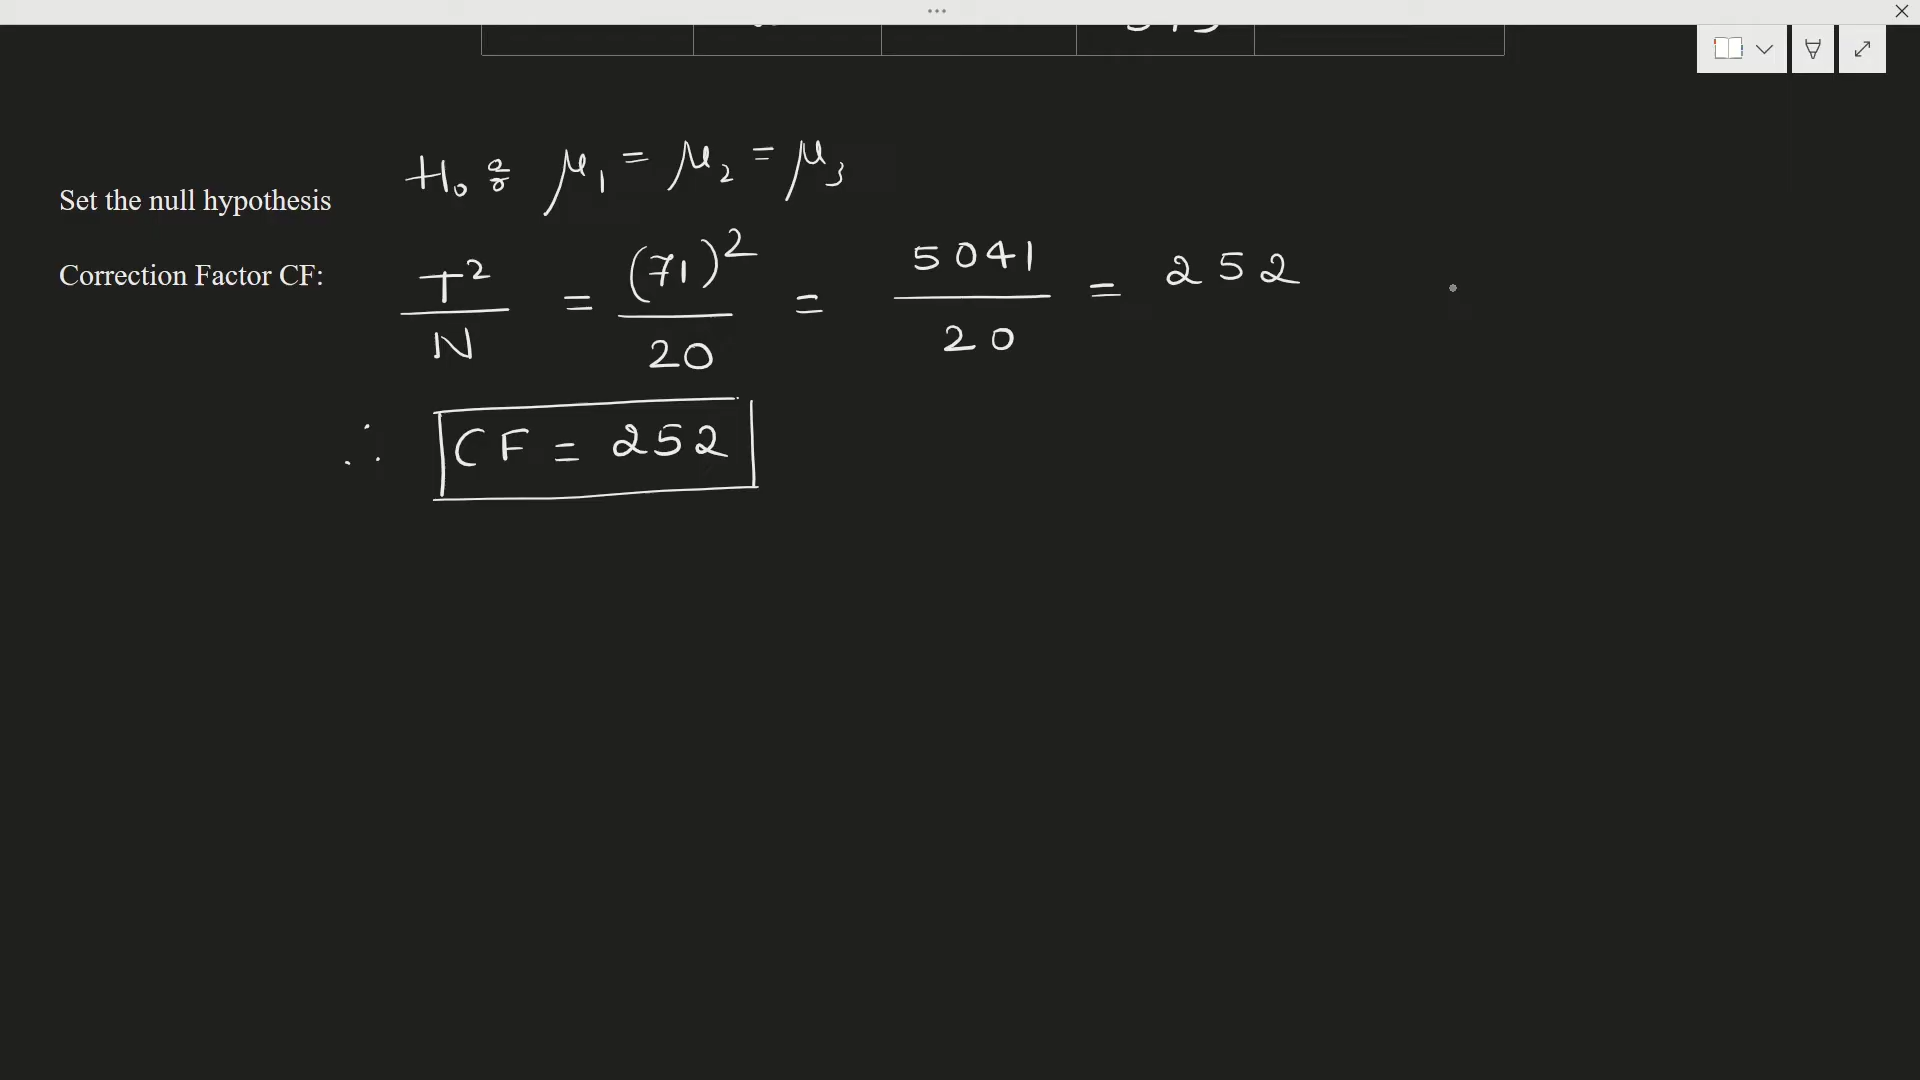 Set the null hypothesis H₀ : μ₁ = μ₂ = μ₃
Correction Factor CF: T²/N = (71)²/20 = 5041/20 = 252
∴ CF = 252